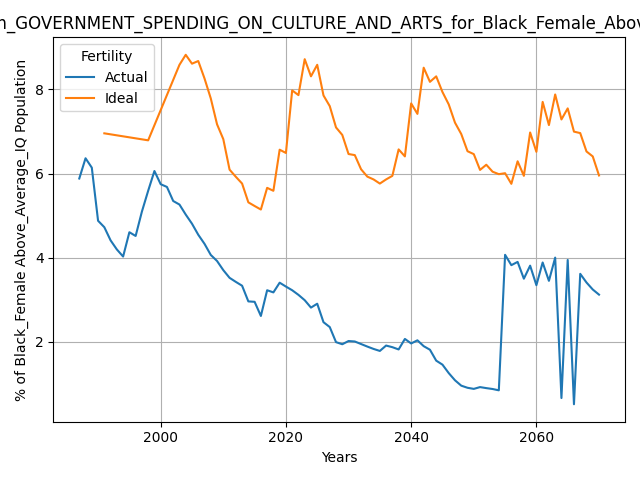 n_GOVERNMENT_SPENDING_ON_CULTURE_AND_ARTS_for_Black_Female_Above
Fertility
Actual
Ideal
% of Black_Female Above_Average_IQ Population
8
6
4
2
2000 2020 2040 2060
Years